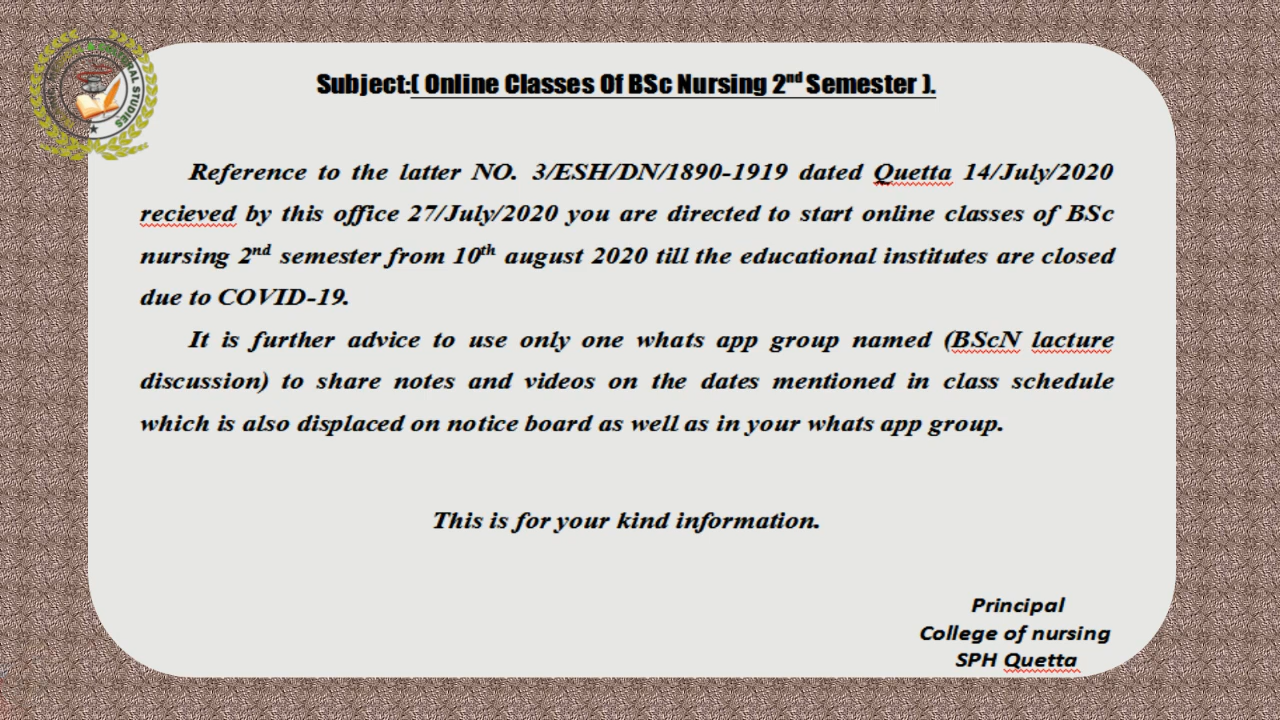 & NATURAL
STUDIES
Subject:( Online Classes Of BSc Nursing 2nd Semester ).
Reference to the latter NO. 3/ESH/DN/1890-1919 dated Quetta 14/July/2020
recieved by this office 27/July/2020 you are directed to start online classes of BSc
nursing 2nd semester from 10th august 2020 till the educational institutes are closed
due to COVID-19.
It is further advice to use only one whats app group named (BScN lacture
discussion) to share notes and videos on the dates mentioned in class schedule
which is also displaced on notice board as well as in your whats app group.
This is for your kind information.
Principal
College of nursing
SPH Quetta